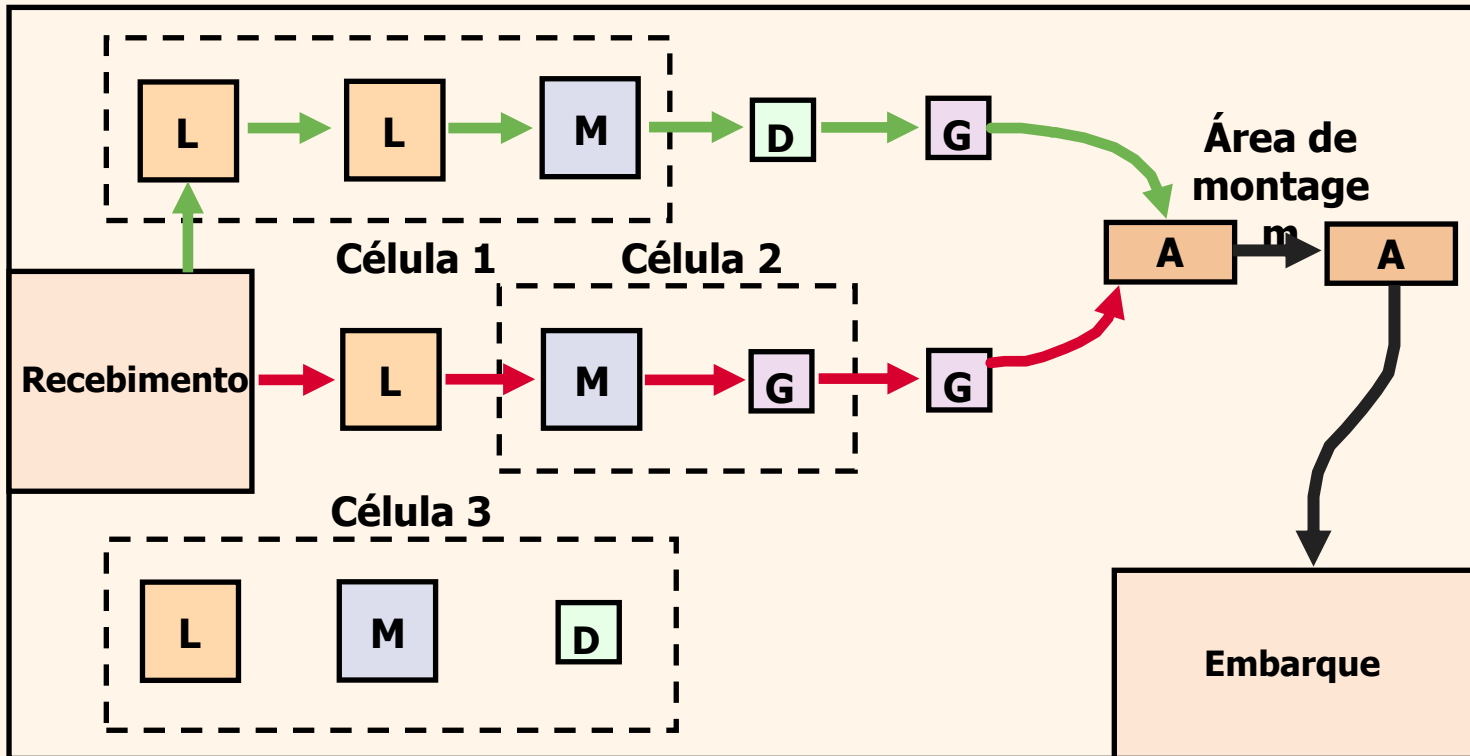 L L M D G
Área de
montage
m
A A
Célula 1 Célula 2
Recebimento L M G G
Célula 3
L M D
Embarque